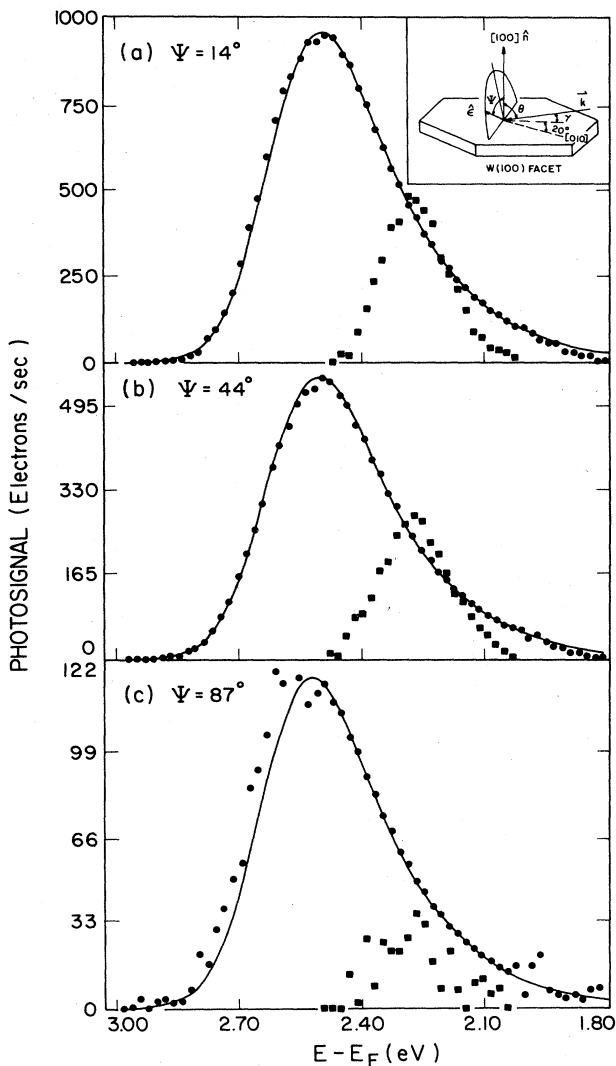 PHOTOSIGNAL (Electrons/sec)
(a) Ψ = 14°
1000
750
500
250
0
[100] n̂
Ψ
θ
ε̂
k
γ
20°
[010]
W(100) FACET
(b) Ψ = 44°
495
330
165
0
(c) Ψ = 87°
122
99
66
33
0
3.00 2.70 2.40 2.10 1.80
E-E_F (eV)